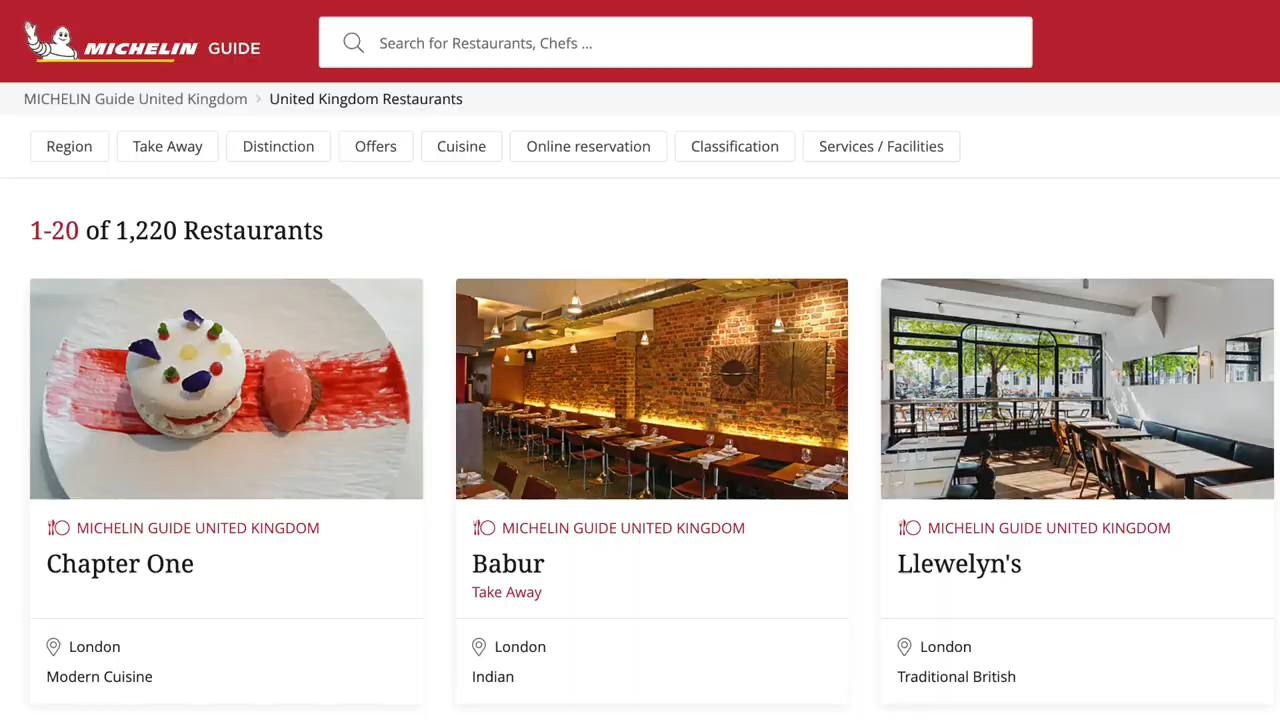 MICHELIN GUIDE
Search for Restaurants, Chefs ...
MICHELIN Guide United Kingdom > United Kingdom Restaurants
Region Take Away Distinction Offers Cuisine Online reservation Classification Services / Facilities
1-20 of 1,220 Restaurants
MICHELIN GUIDE UNITED KINGDOM
Chapter One
London
Modern Cuisine
MICHELIN GUIDE UNITED KINGDOM
Babur
Take Away
London
Indian
MICHELIN GUIDE UNITED KINGDOM
Llewelyn's
London
Traditional British